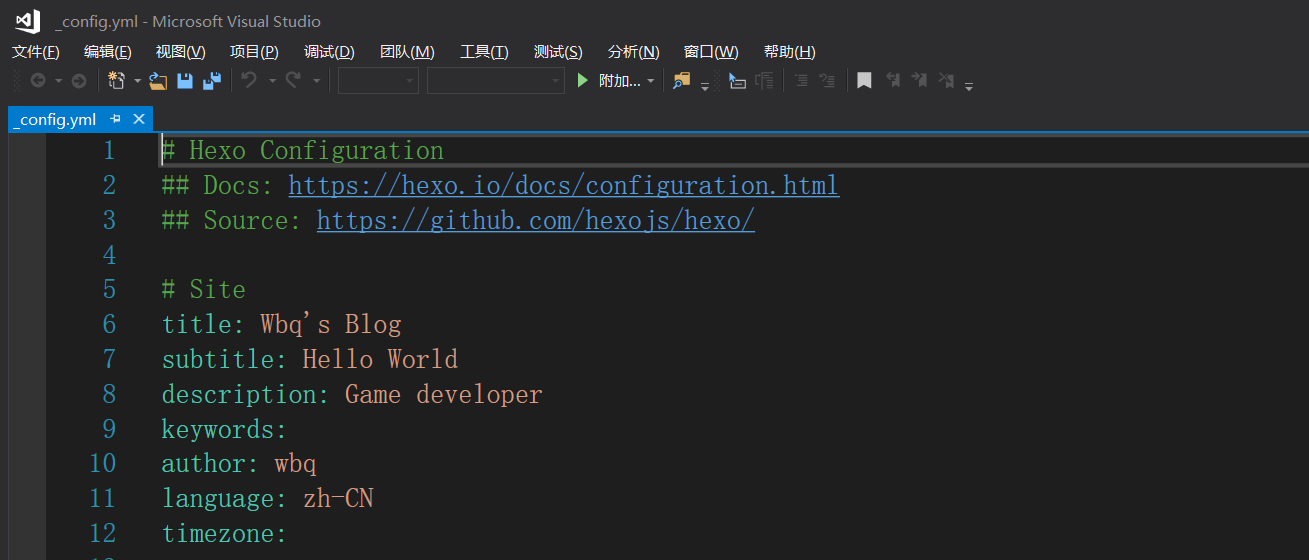 _config.yml - Microsoft Visual Studio
文件(F) 编辑(E) 视图(V) 项目(P) 调试(D) 团队(M) 工具(T) 测试(S) 分析(N) 窗口(W) 帮助(H)
附加...
_config.yml
1 # Hexo Configuration
2 ## Docs: https://hexo.io/docs/configuration.html
3 ## Source: https://github.com/hexojs/hexo/
4
5 # Site
6 title: Wbq's Blog
7 subtitle: Hello World
8 description: Game developer
9 keywords:
10 author: wbq
11 language: zh-CN
12 timezone: